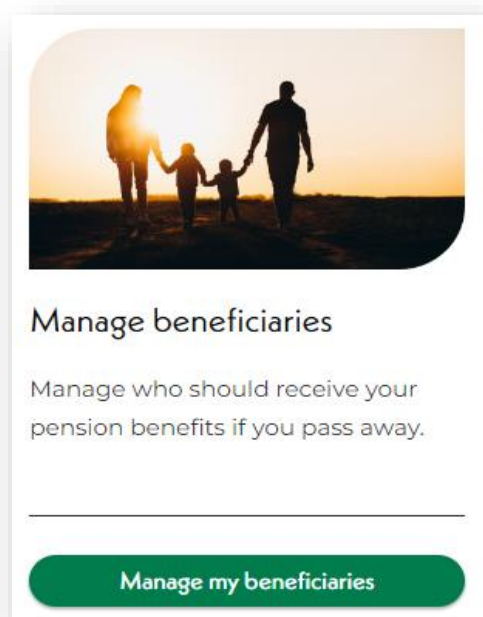 Manage beneficiaries
Manage who should receive your
pension benefits if you pass away.
Manage my beneficiaries